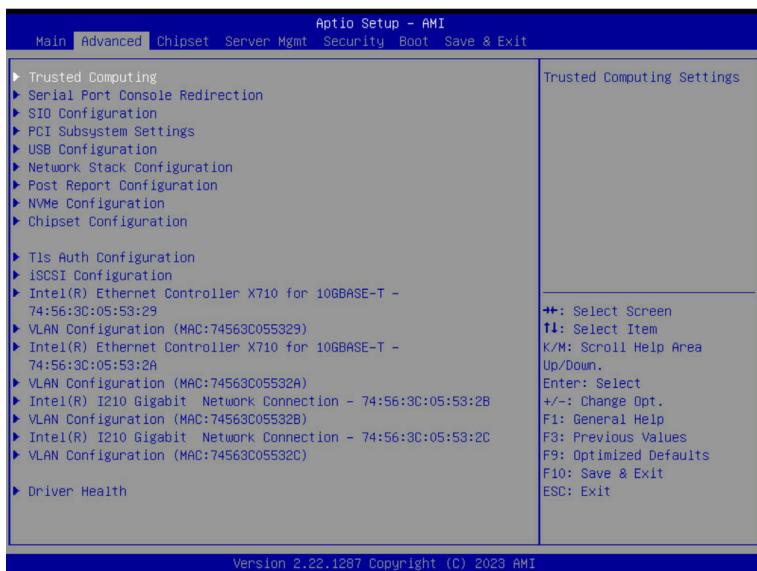 Aptio Setup – AMI
Main Advanced Chipset Server Mgmt Security Boot Save & Exit
Trusted Computing
Serial Port Console Redirection
SIO Configuration
PCI Subsystem Settings
USB Configuration
Network Stack Configuration
Post Report Configuration
NVMe Configuration
Chipset Configuration
Tls Auth Configuration
iSCSI Configuration
Intel(R) Ethernet Controller X710 for 10GBASE-T –
74:56:3C:05:53:29
VLAN Configuration (MAC:74563C055329)
Intel(R) Ethernet Controller X710 for 10GBASE-T –
74:56:3C:05:53:2A
VLAN Configuration (MAC:74563C05532A)
Intel(R) I210 Gigabit  Network Connection – 74:56:3C:05:53:2B
VLAN Configuration (MAC:74563C05532B)
Intel(R) I210 Gigabit  Network Connection – 74:56:3C:05:53:2C
VLAN Configuration (MAC:74563C05532C)
Driver Health
Trusted Computing Settings
→←: Select Screen
↑↓: Select Item
K/M: Scroll Help Area
Up/Down.
Enter: Select
+/-: Change Opt.
F1: General Help
F3: Previous Values
F9: Optimized Defaults
F10: Save & Exit
ESC: Exit
Version 2.22.1287 Copyright (C) 2023 AMI